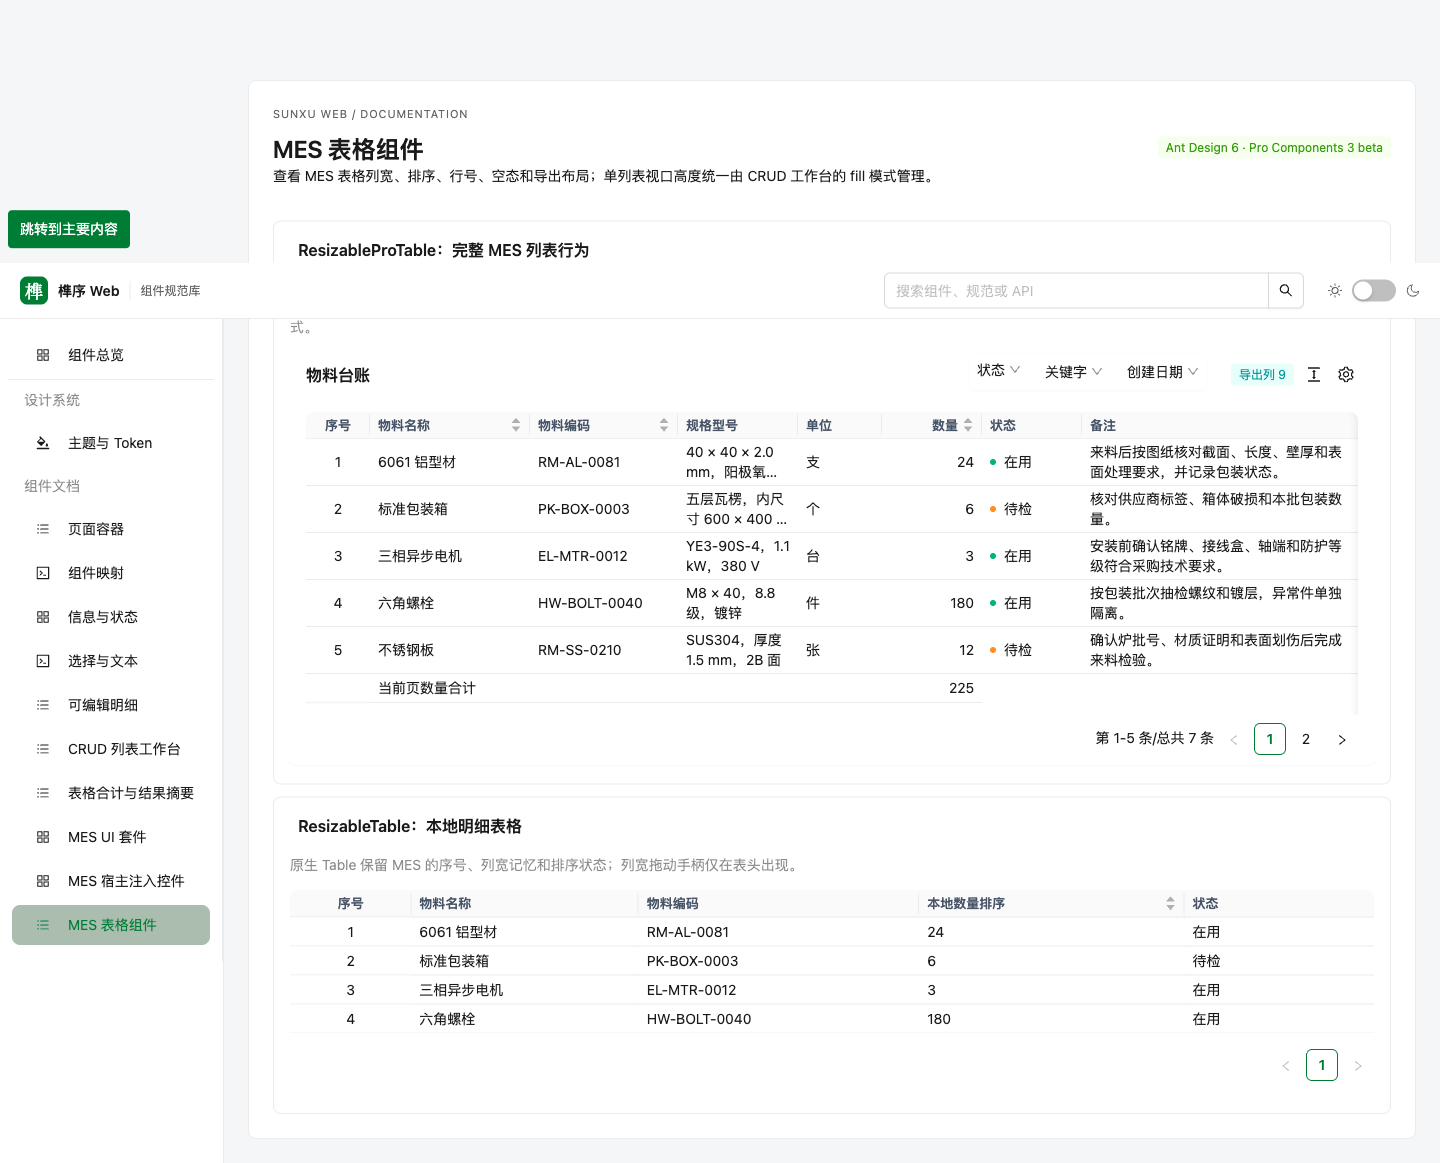 SUNXU WEB / DOCUMENTATION
MES 表格组件
Ant Design 6 · Pro Components 3 beta
查看 MES 表格列宽、排序、行号、空态和导出布局；单列表视口高度统一由 CRUD 工作台的 fill 模式管理。
跳转到主要内容
ResizableProTable：完整 MES 列表行为
榫
榫序 Web
组件规范库
搜索组件、规范或 API
式。
组件总览
设计系统
主题与 Token
组件文档
页面容器
组件映射
信息与状态
选择与文本
可编辑明细
CRUD 列表工作台
表格合计与结果摘要
MES UI 套件
MES 宿主注入控件
MES 表格组件
物料台账
状态
关键字
创建日期
导出列 9
序号 物料名称 物料编码 规格型号 单位 数量 状态 备注
1 6061 铝型材 RM-AL-0081 40 × 40 × 2.0 支 24 在用 来料后按图纸核对截面、长度、壁厚和表
mm，阳极氧... 面处理要求，并记录包装状态。
2 标准包装箱 PK-BOX-0003 五层瓦楞，内尺 个 6 待检 核对供应商标签、箱体破损和本批包装数
寸 600 × 400 ... 量。
3 三相异步电机 EL-MTR-0012 YE3-90S-4，1.1 台 3 在用 安装前确认铭牌、接线盒、轴端和防护等
kW，380 V 级符合采购技术要求。
4 六角螺栓 HW-BOLT-0040 M8 × 40，8.8 件 180 在用 按包装批次抽检螺纹和镀层，异常件单独
级，镀锌 隔离。
5 不锈钢板 RM-SS-0210 SUS304，厚度 张 12 待检 确认炉批号、材质证明和表面划伤后完成
1.5 mm，2B 面 来料检验。
当前页数量合计 225
第 1-5 条/总共 7 条 < 1 2 >
ResizableTable：本地明细表格
原生 Table 保留 MES 的序号、列宽记忆和排序状态；列宽拖动手柄仅在表头出现。
序号 物料名称 物料编码 本地数量排序 状态
1 6061 铝型材 RM-AL-0081 24 在用
2 标准包装箱 PK-BOX-0003 6 待检
3 三相异步电机 EL-MTR-0012 3 在用
4 六角螺栓 HW-BOLT-0040 180 在用
< 1 >